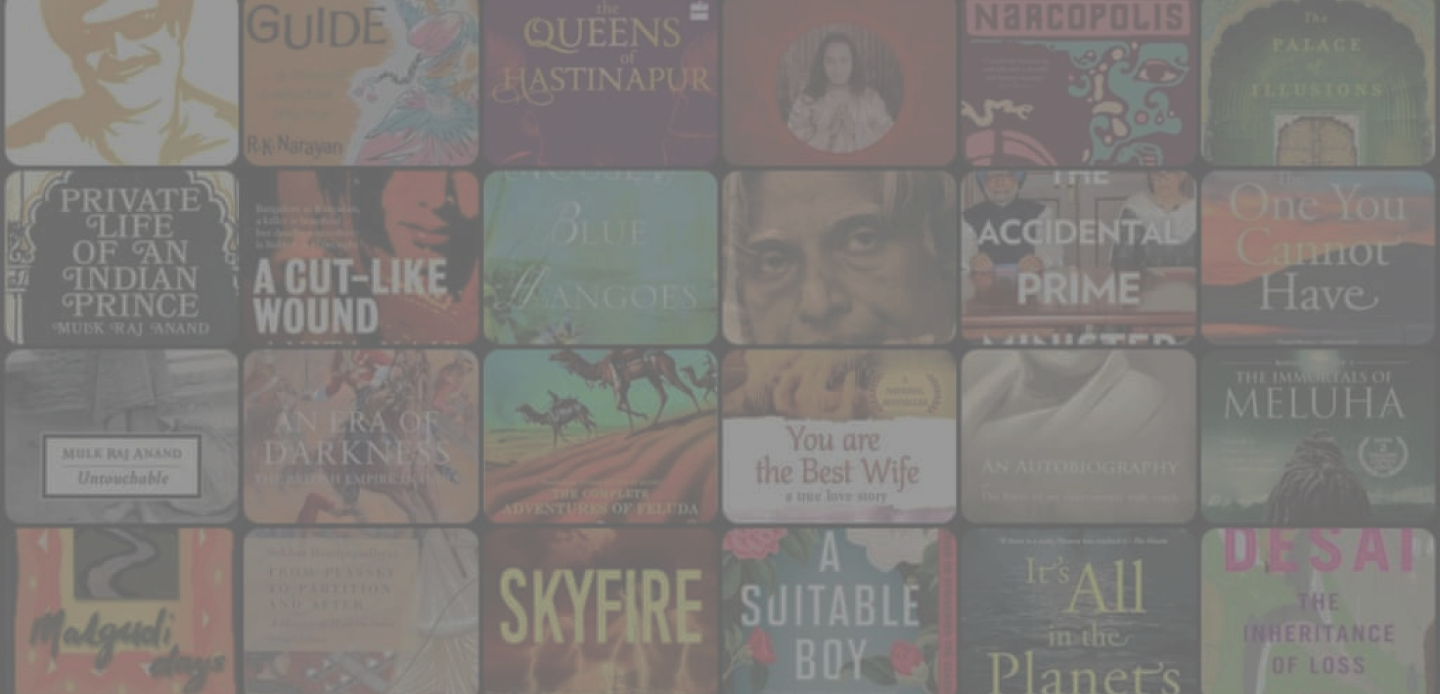 GUIDE
R.K. Narayan
the
QUEENS
of
HASTINAPUR
NARCOPOLIS
The
PALACE
of
ILLUSIONS
PRIVATE
LIFE
OF AN
INDIAN
PRINCE
MULK RAJ ANAND
A CUT-LIKE
WOUND
BLUE
MANGOES
THE
ACCIDENTAL
PRIME
MINISTER
The
One You
Cannot
Have
MULK RAJ ANAND
Untouchable
AN ERA OF
DARKNESS
THE BRITISH EMPIRE IN INDIA
THE COMPLETE
ADVENTURES OF FELUDA
A
NATIONAL
BESTSELLER
You are
the Best Wife
a true love story
AN AUTOBIOGRAPHY
THE IMMORTALS OF
MELUHA
Malgudi
days
Sekhar Bandyopadhyay
FROM PLASSEY
TO PARTITION
AND AFTER
SKYFIRE
A
SUITABLE
BOY
It's All
in the
Planets
DESAI
THE
INHERITANCE
OF LOSS